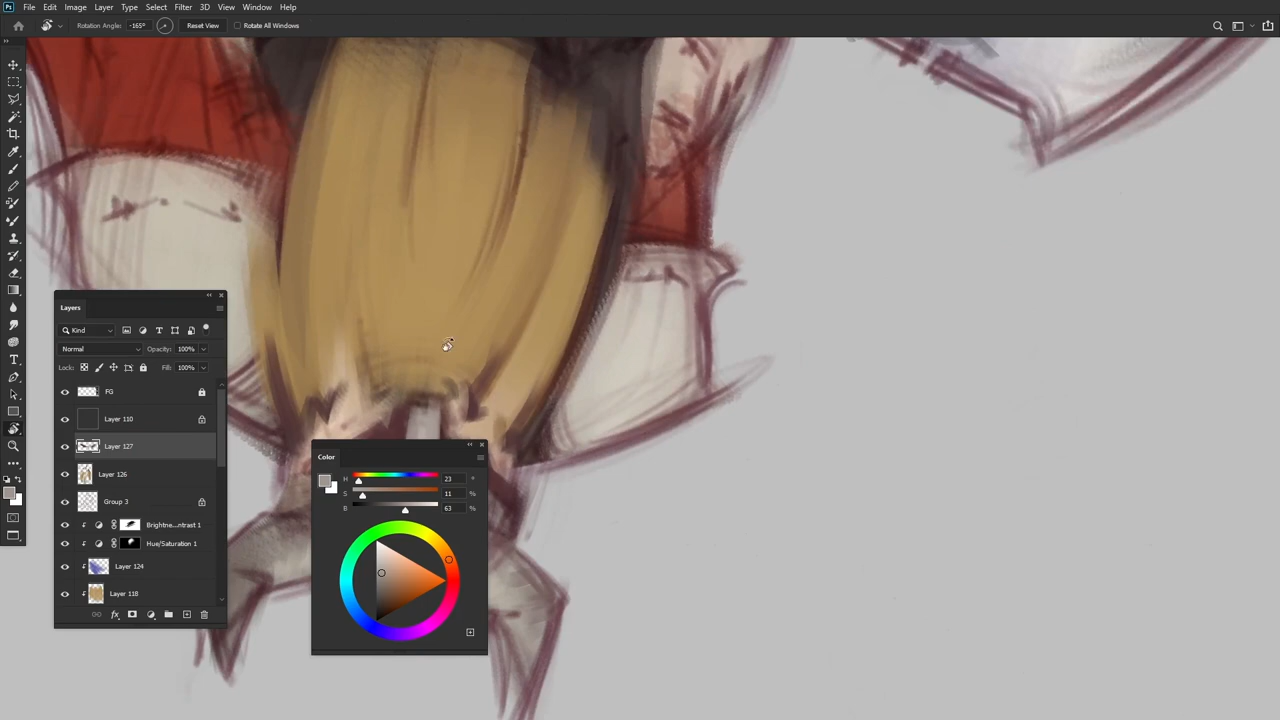 Ps File Edit Image Layer Type Select Filter 3D View Window Help
Rotation Angle: -165° Reset View Rotate All Windows
Layers
Kind
Normal Opacity: 100%
Lock: Fill: 100%
FG
Layer 110
Layer 127
Layer 126
Group 3
Brightne...ntrast 1
Hue/Saturation 1
Layer 124
Layer 118
fx
Color
H 23 °
S 11 %
B 63 %